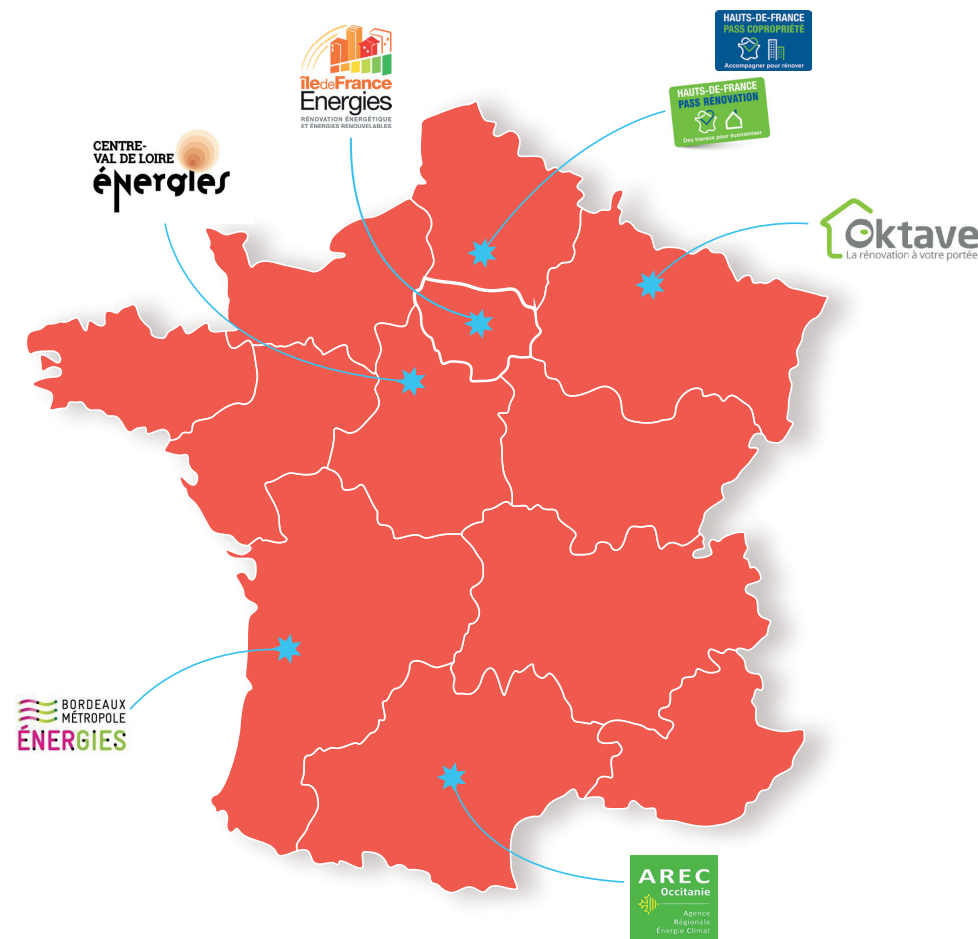 HAUTS-DE-FRANCE
PASS COPROPRIÉTÉ
Accompagner pour rénover
îledeFrance
Energies
RÉNOVATION ÉNERGÉTIQUE
ET ÉNERGIES RENOUVELABLES
HAUTS-DE-FRANCE
PASS RÉNOVATION
Des travaux pour économiser
CENTRE-
VAL DE LOIRE
énergies
Oktave
La rénovation à votre portée
BORDEAUX
MÉTROPOLE
ÉNERGIES
AREC
Occitanie
Agence
Régionale
Énergie Climat